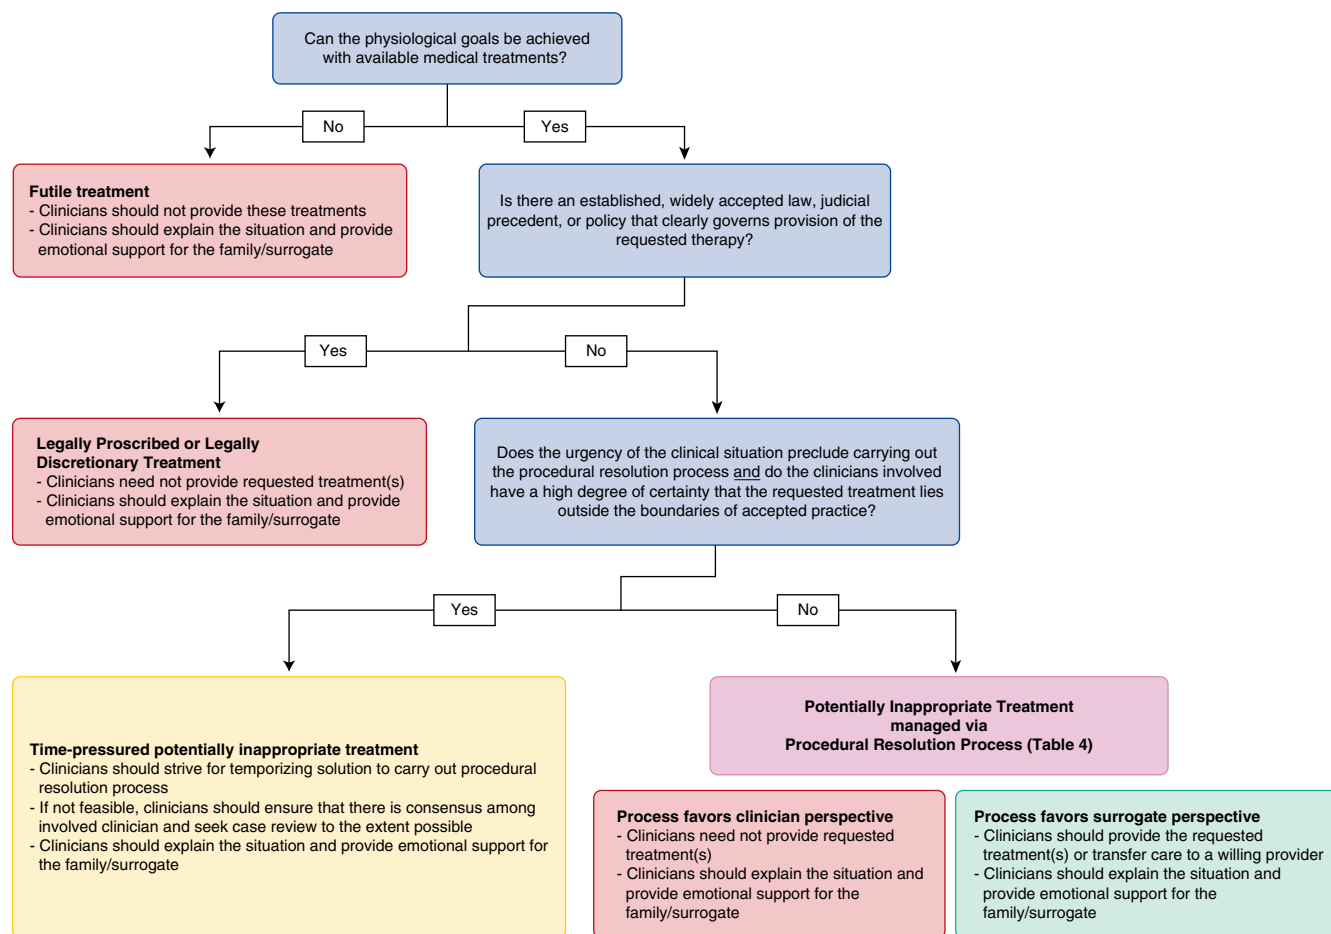 Can the physiological goals be achieved
with available medical treatments?
No
Yes
Futile treatment
- Clinicians should not provide these treatments
- Clinicians should explain the situation and provide
emotional support for the family/surrogate
Is there an established, widely accepted law, judicial
precedent, or policy that clearly governs provision of the
requested therapy?
Yes
No
Legally Proscribed or Legally
Discretionary Treatment
- Clinicians need not provide requested treatment(s)
- Clinicians should explain the situation and provide
emotional support for the family/surrogate
Does the urgency of the clinical situation preclude carrying out
the procedural resolution process and do the clinicians involved
have a high degree of certainty that the requested treatment lies
outside the boundaries of accepted practice?
Yes
No
Time-pressured potentially inappropriate treatment
- Clinicians should strive for temporizing solution to carry out procedural
resolution process
- If not feasible, clinicians should ensure that there is consensus among
involved clinician and seek case review to the extent possible
- Clinicians should explain the situation and provide emotional support for
the family/surrogate
Potentially Inappropriate Treatment
managed via
Procedural Resolution Process (Table 4)
Process favors clinician perspective
- Clinicians need not provide requested
treatment(s)
- Clinicians should explain the situation and
provide emotional support for the
family/surrogate
Process favors surrogate perspective
- Clinicians should provide the requested
treatment(s) or transfer care to a willing provider
- Clinicians should explain the situation and
provide emotional support for the
family/surrogate